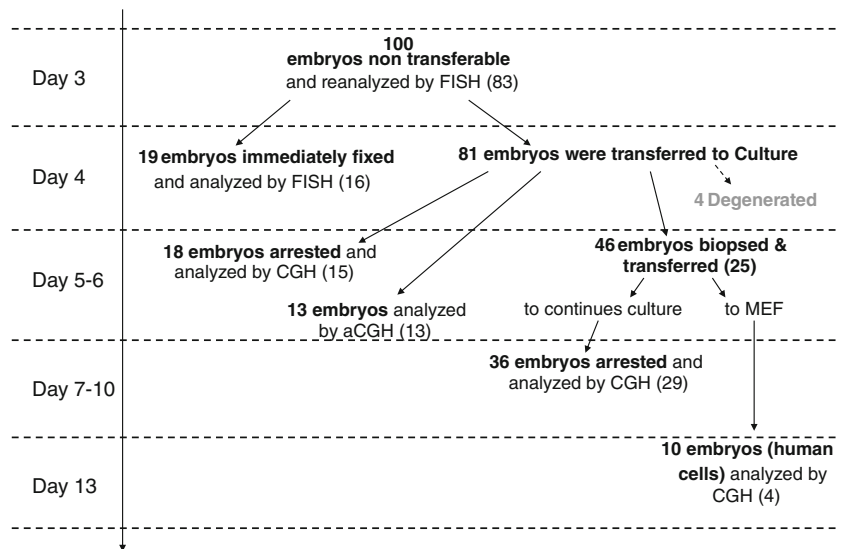 Day 3
100
embryos non transferable
and reanalyzed by FISH (83)
Day 4
19 embryos immediately fixed
and analyzed by FISH (16)
81 embryos were transferred to Culture
4 Degenerated
Day 5-6
18 embryos arrested and
analyzed by CGH (15)
46 embryos biopsed &
transferred (25)
13 embryos analyzed
by aCGH (13)
to continues culture
to MEF
Day 7-10
36 embryos arrested and
analyzed by CGH (29)
Day 13
10 embryos (human
cells) analyzed by
CGH (4)